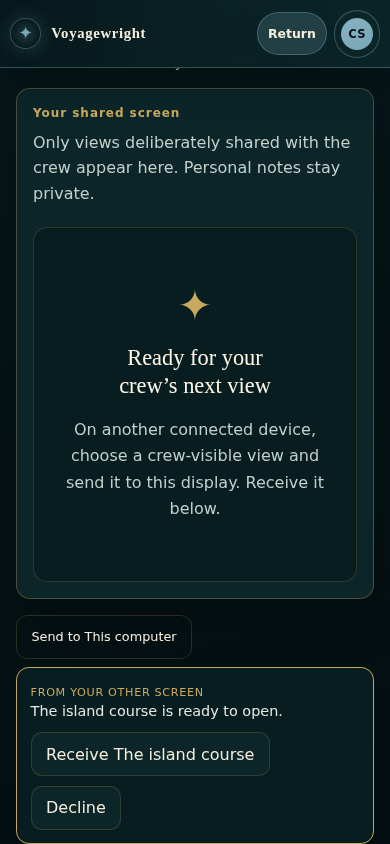 Voyagewright
Return
CS
Your shared screen
Only views deliberately shared with the
crew appear here. Personal notes stay
private.
Ready for your
crew’s next view
On another connected device,
choose a crew-visible view and
send it to this display. Receive it
below.
Send to This computer
FROM YOUR OTHER SCREEN
The island course is ready to open.
Receive The island course
Decline